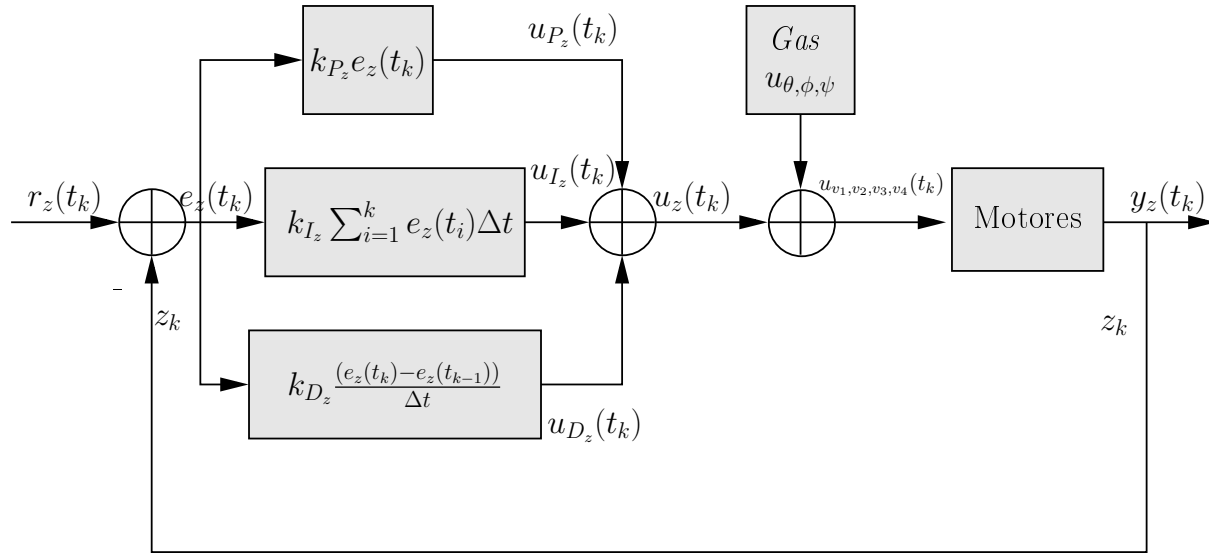 u_{P_z}(t_k)
Gas
u_{θ,ϕ,ψ}
k_{P_z} e_z(t_k)
r_z(t_k)
e_z(t_k)
k_{I_z} ∑_{i=1}^{k} e_z(t_i)Δt
u_{I_z}(t_k)
u_z(t_k)
u_{v_1,v_2,v_3,v_4}(t_k)
Motores
y_z(t_k)
−
z_k
z_k
k_{D_z} \frac{(e_z(t_k)−e_z(t_{k−1}))}{Δt}
u_{D_z}(t_k)